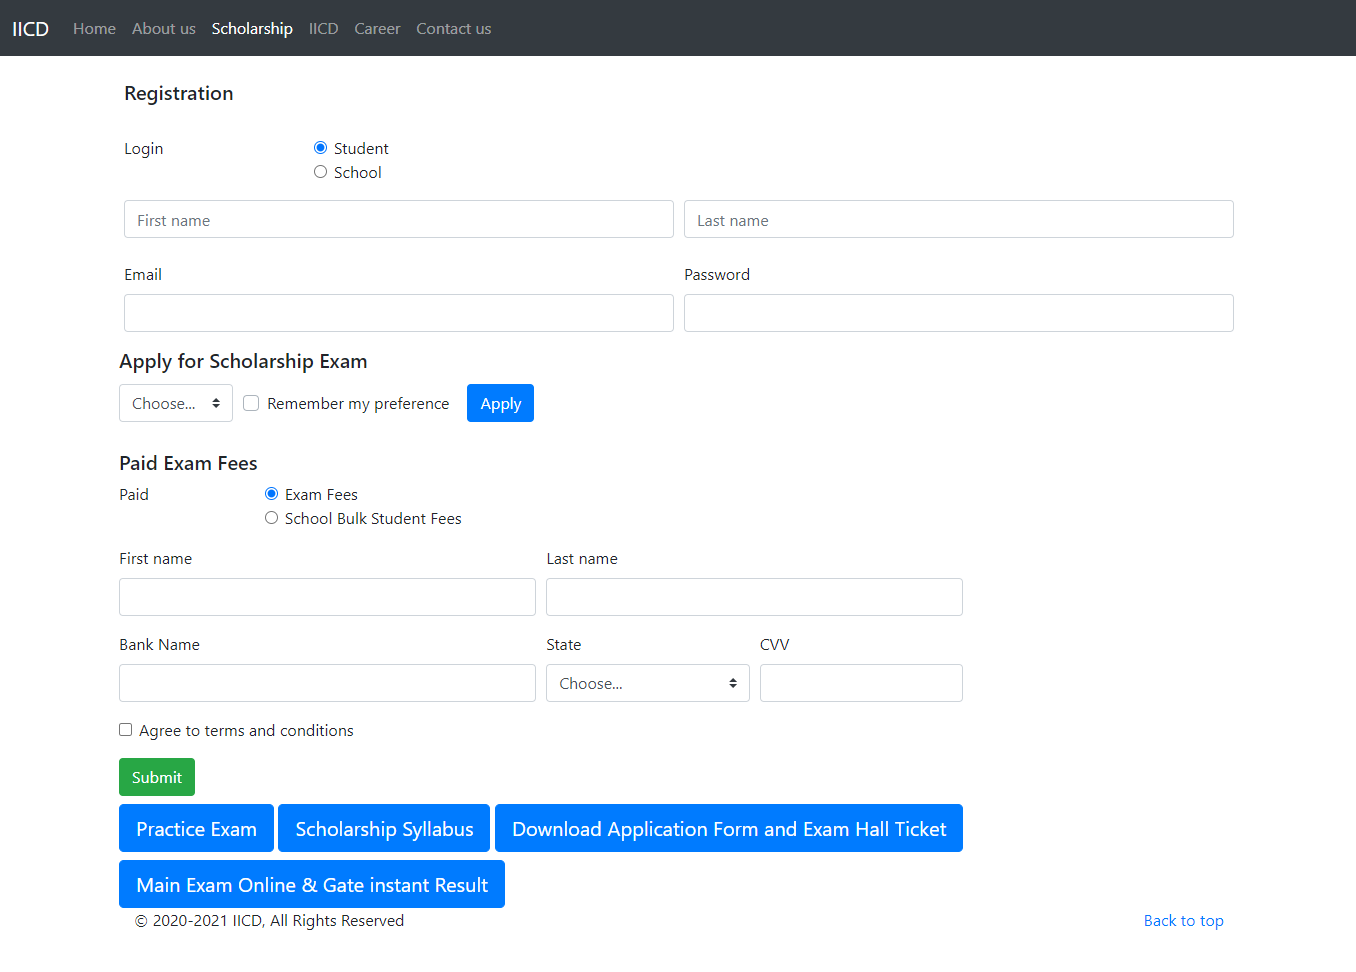 IICD Home About us Scholarship IICD Career Contact us
Registration
Login Student
School
First name Last name
Email Password
Apply for Scholarship Exam
Choose... Remember my preference Apply
Paid Exam Fees
Paid Exam Fees
School Bulk Student Fees
First name Last name
Bank Name State CVV
Choose...
Agree to terms and conditions
Submit
Practice Exam Scholarship Syllabus Download Application Form and Exam Hall Ticket
Main Exam Online & Gate instant Result
© 2020-2021 IICD, All Rights Reserved Back to top